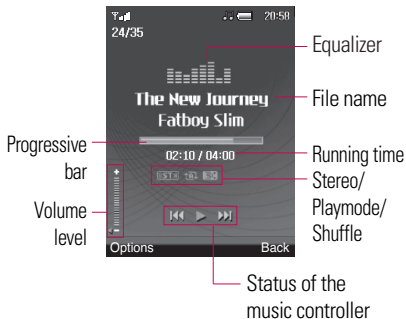 20:58
24/35
Equalizer
The New Journey
File name
Fatboy Slim
Progressive
bar
02:10 / 04:00
Running time
Stereo/
Playmode/
Shuffle
Volume
level
Options
Back
Status of the
music controller